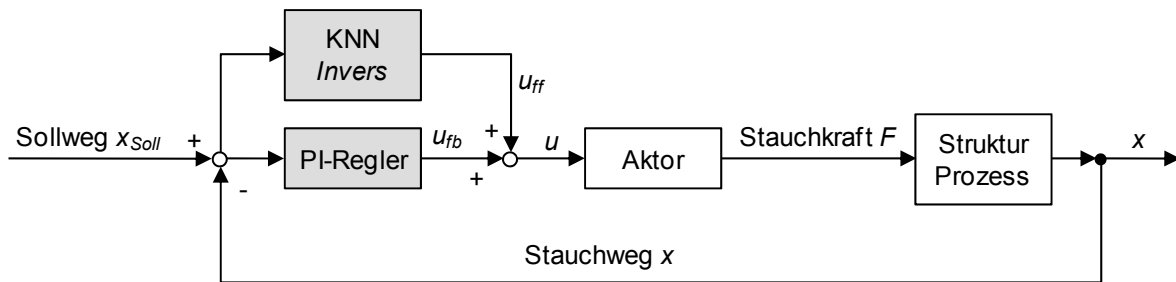 KNN
Invers
u_ff
Sollweg x_Soll
+
-
PI-Regler
u_fb
+
+
u
Aktor
Stauchkraft F
Struktur
Prozess
x
Stauchweg x